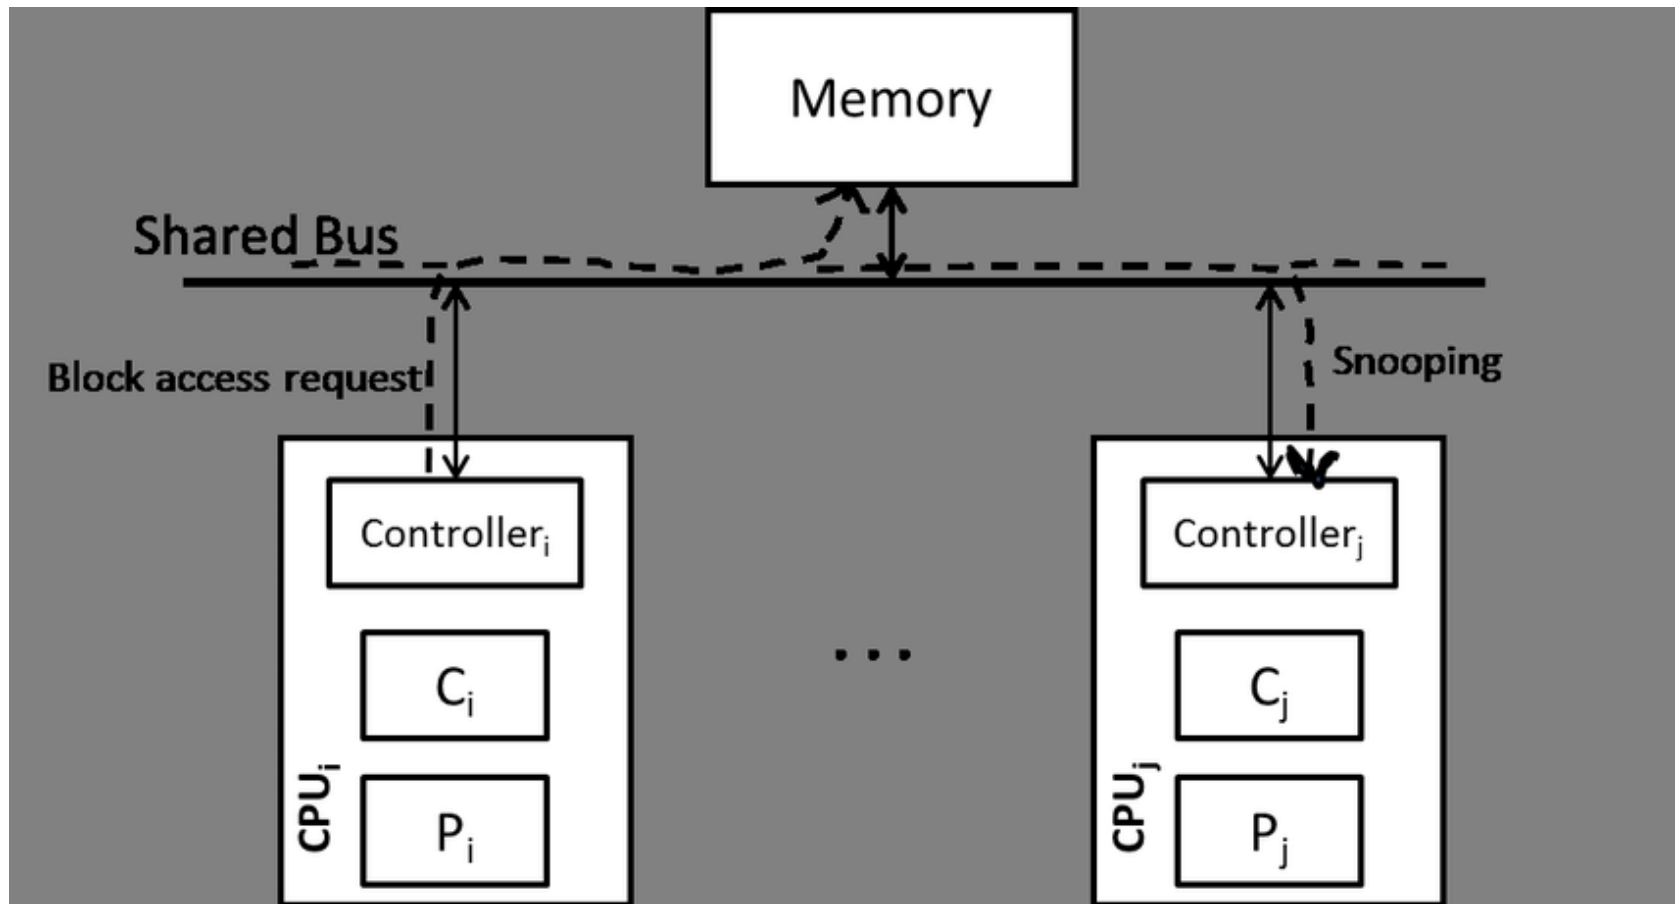 Memory
Shared Bus
Block access request
Snooping
Controllerᵢ
Controllerⱼ
. . .
Cᵢ
Cⱼ
CPUᵢ
CPUⱼ
Pᵢ
Pⱼ